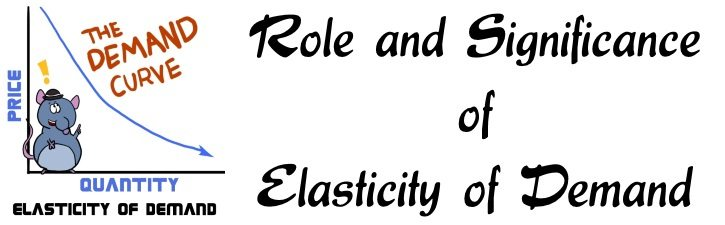 THE
DEMAND
CURVE
!
PRICE
QUANTITY
ELASTICITY OF DEMAND
Role and Significance
of
Elasticity of Demand